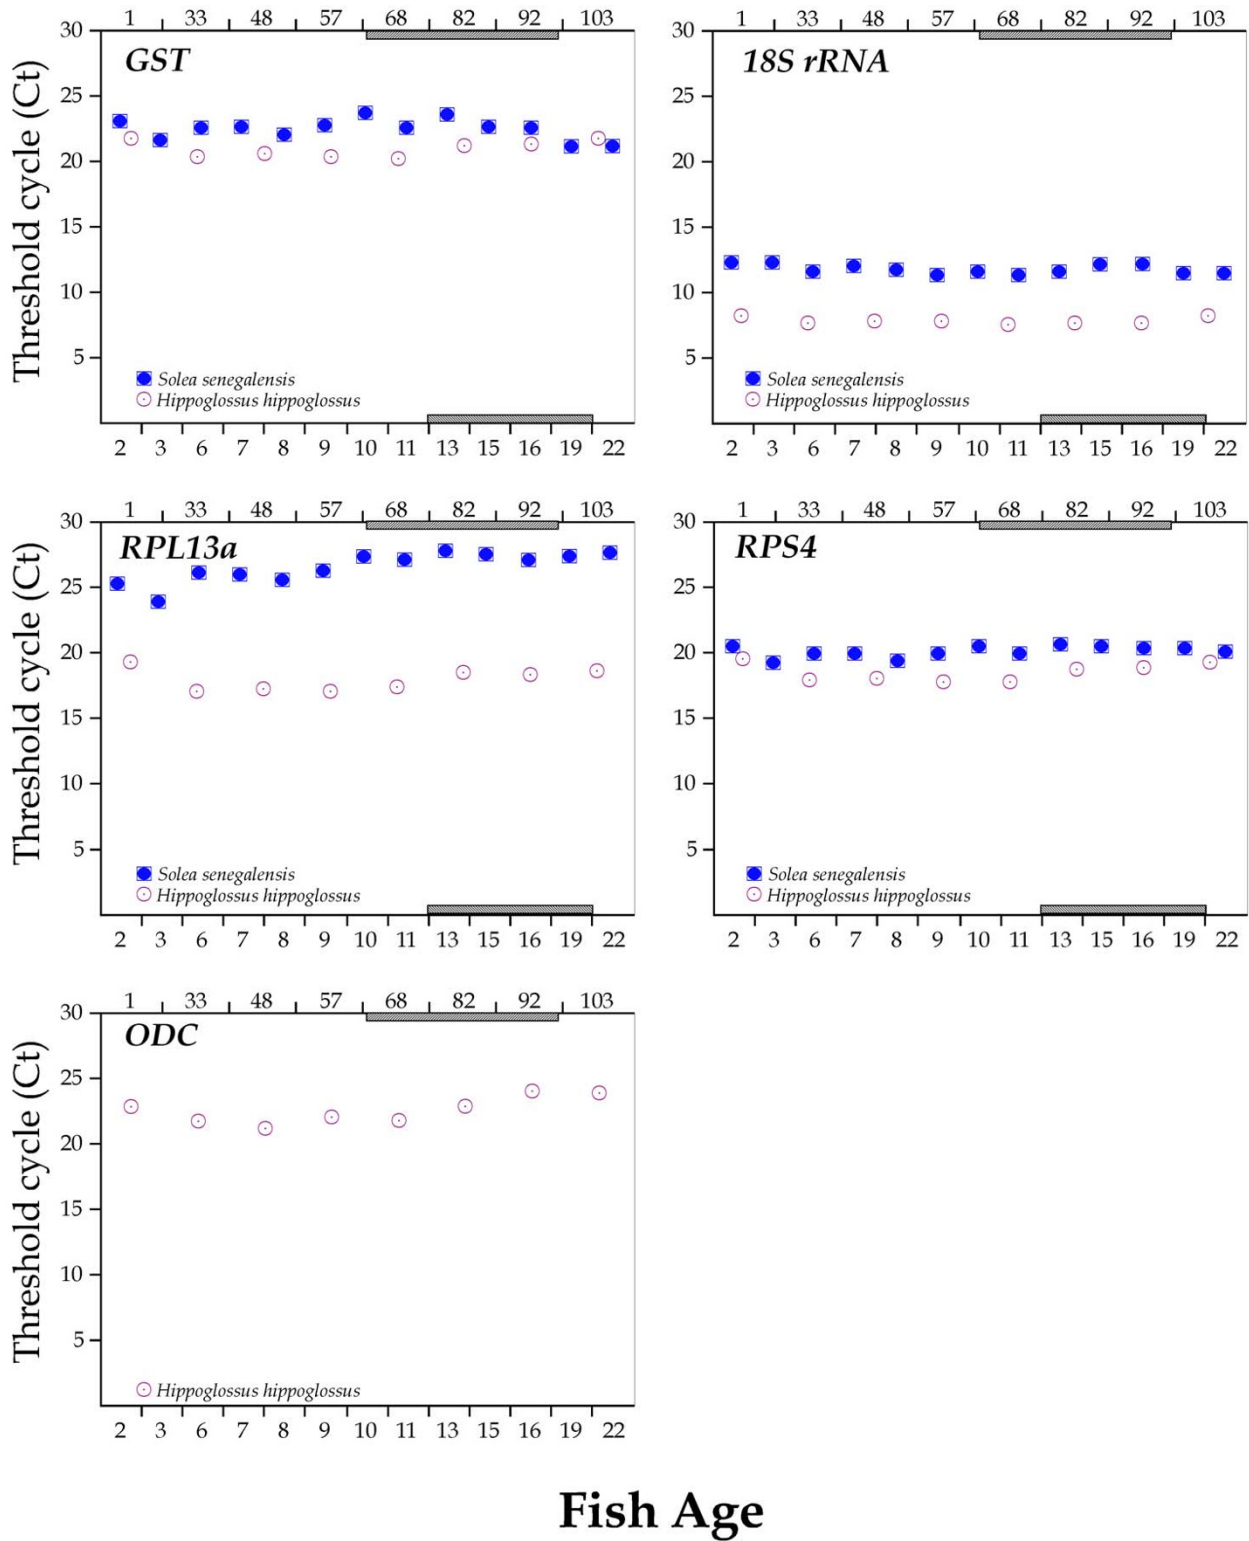 1 33 48 57 68 82 92 103
30
25
20
15
10
5
Threshold cycle (Ct)
GST
Solea senegalensis
Hippoglossus hippoglossus
2 3 6 7 8 9 10 11 13 15 16 19 22
1 33 48 57 68 82 92 103
30
25
20
15
10
5
18S rRNA
Solea senegalensis
Hippoglossus hippoglossus
2 3 6 7 8 9 10 11 13 15 16 19 22
1 33 48 57 68 82 92 103
30
25
20
15
10
5
Threshold cycle (Ct)
RPL13a
Solea senegalensis
Hippoglossus hippoglossus
2 3 6 7 8 9 10 11 13 15 16 19 22
1 33 48 57 68 82 92 103
30
25
20
15
10
5
RPS4
Solea senegalensis
Hippoglossus hippoglossus
2 3 6 7 8 9 10 11 13 15 16 19 22
1 33 48 57 68 82 92 103
30
25
20
15
10
5
Threshold cycle (Ct)
ODC
Hippoglossus hippoglossus
2 3 6 7 8 9 10 11 13 15 16 19 22
Fish Age